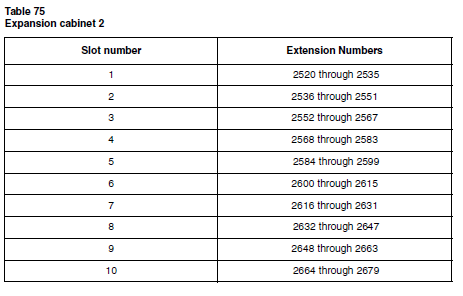 Table 75
Expansion cabinet 2
Slot number Extension Numbers
1 2520 through 2535
2 2536 through 2551
3 2552 through 2567
4 2568 through 2583
5 2584 through 2599
6 2600 through 2615
7 2616 through 2631
8 2632 through 2647
9 2648 through 2663
10 2664 through 2679